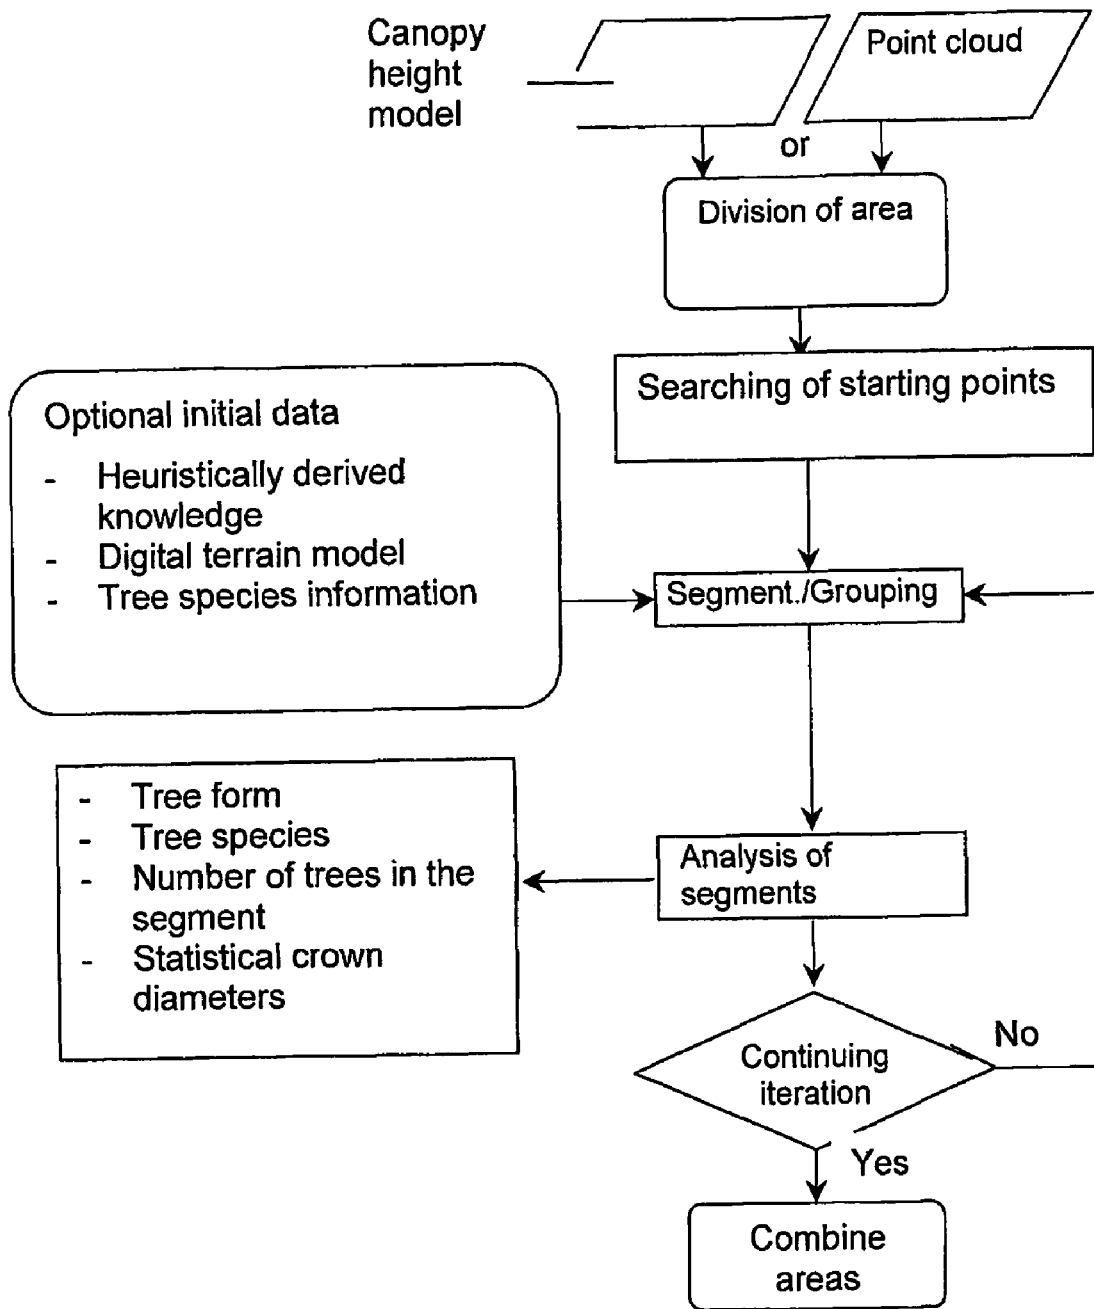 Canopy
height
model
Point cloud
or
Division of area
Searching of starting points
Optional initial data
- Heuristically derived
knowledge
- Digital terrain model
- Tree species information
Segment./Grouping
- Tree form
- Tree species
- Number of trees in the
segment
- Statistical crown
diameters
Analysis of
segments
Continuing
iteration
No
Yes
Combine
areas